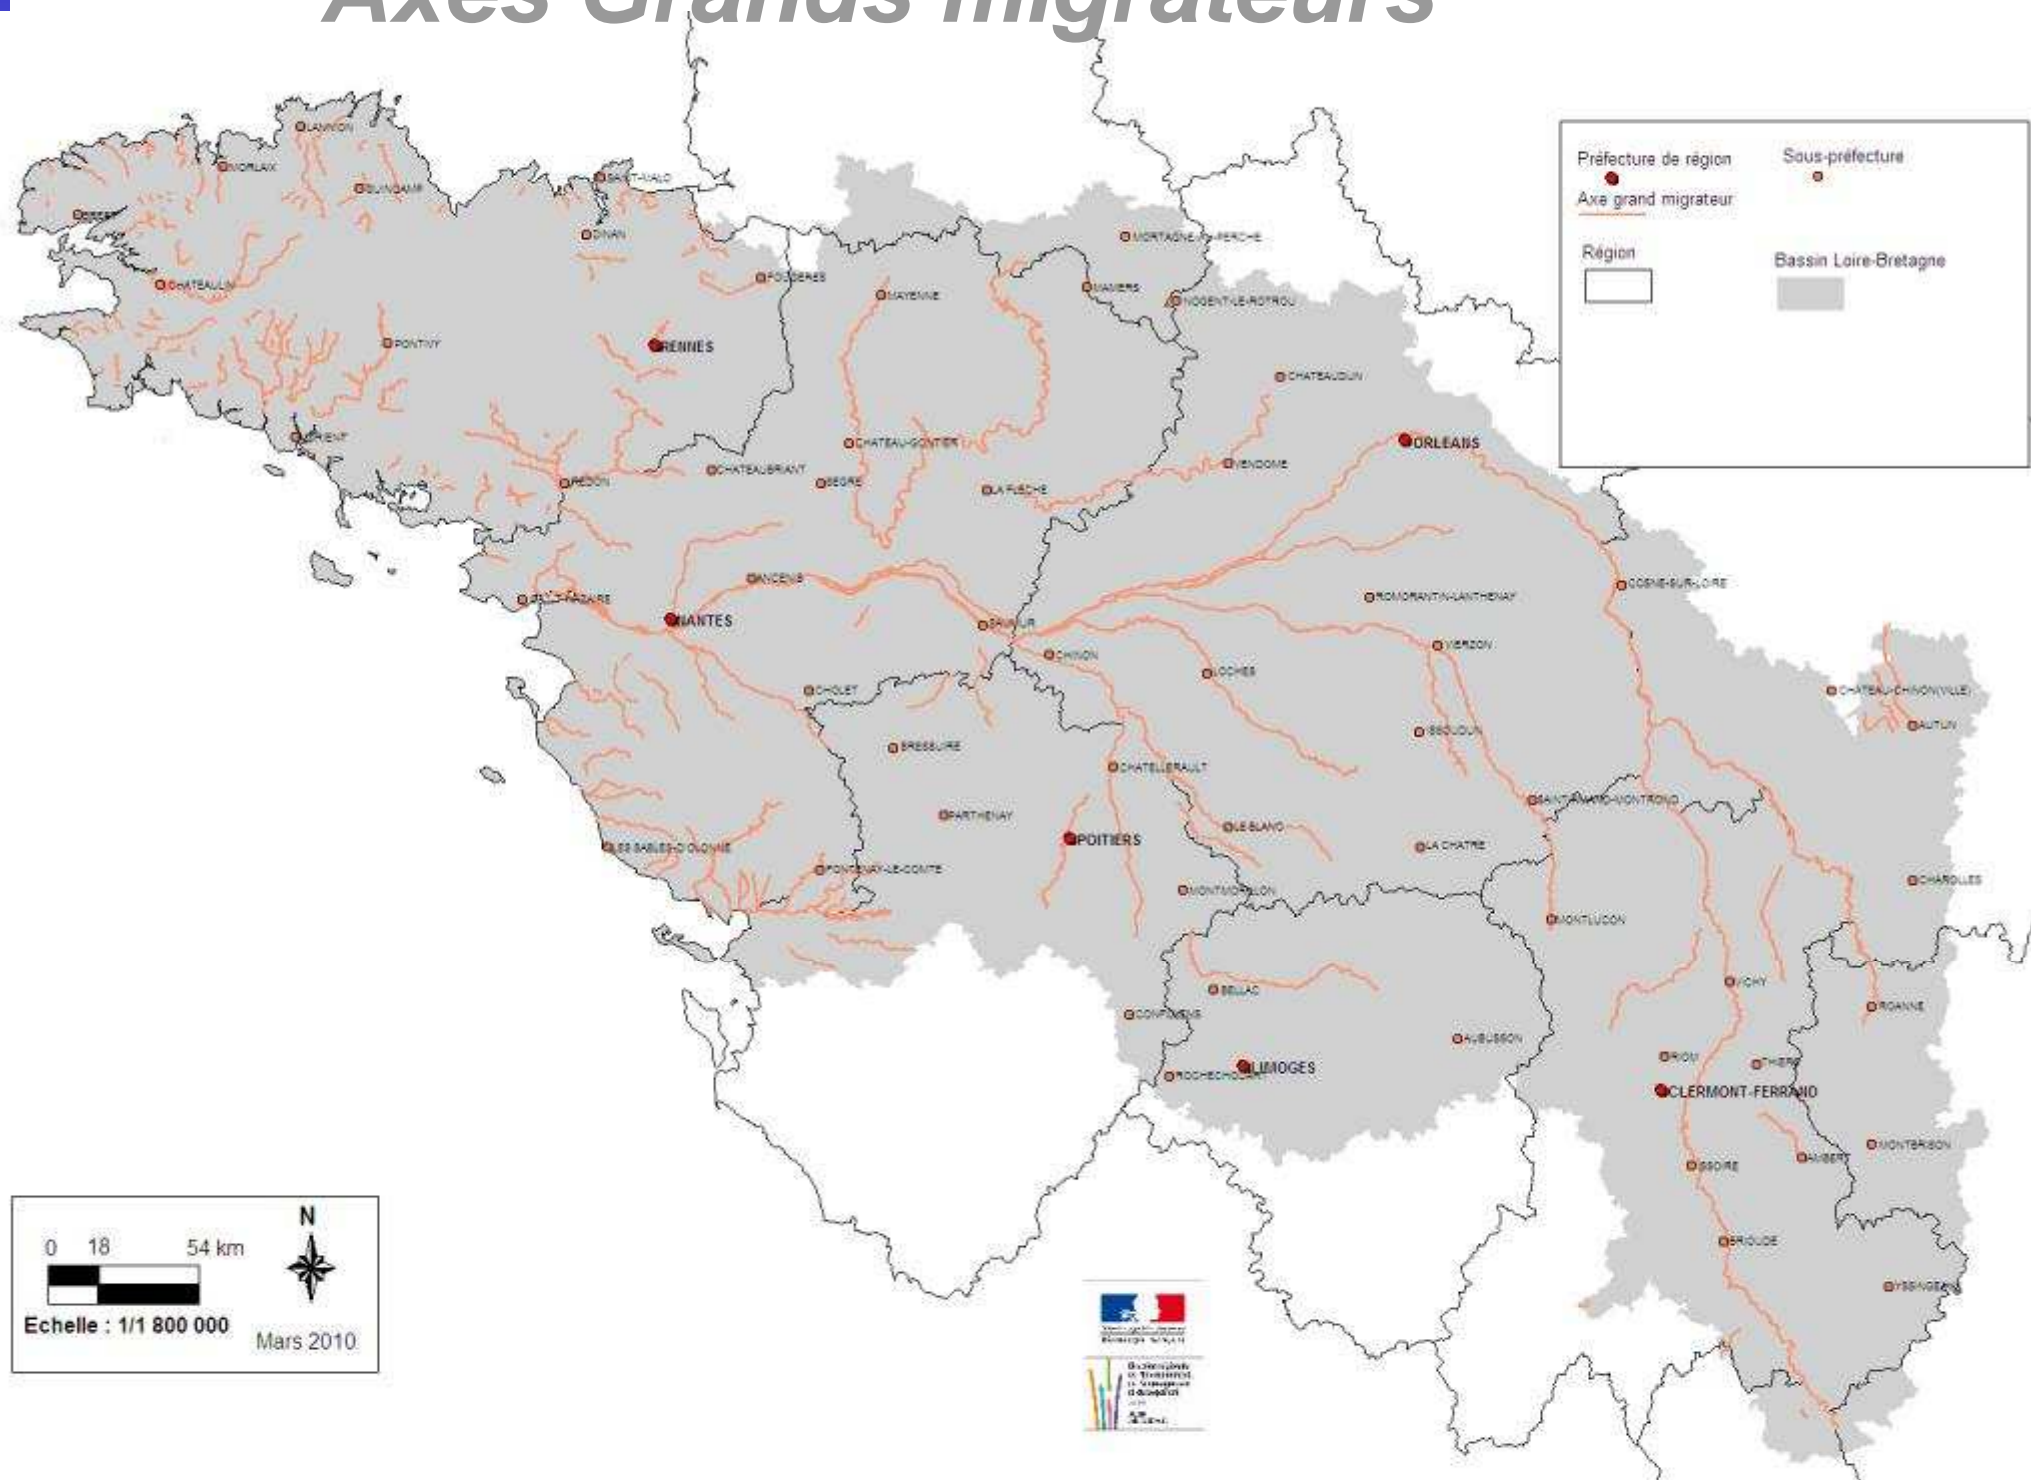 Axes Grands migrateurs
Préfecture de région
Sous-préfecture
Axe grand migrateur
Région
Bassin Loire-Bretagne
LANNION
MORLAIX
GUINGAMP
SAINT-MALO
BREST
DINAN
MORTAGNE-AU-PERCHE
CHATEAULIN
FOUGERES
MAYENNE
MAMERS
NOGENT-LE-ROTROU
PONTIVY
RENNES
CHATEAUDUN
LORIENT
CHATEAU-GONTIER
ORLEANS
CHATEAUBRIANT
VENDOME
REDON
SEGRE
LA FLECHE
ANCENIS
COSNE-SUR-LOIRE
SAINT-NAZAIRE
ROMORANTIN-LANTHENAY
NANTES
SAUMUR
VIERZON
CHINON
LOCHES
CHOLET
CHATEAU-CHINON(VILLE)
AUTUN
ISSOUDUN
BRESSUIRE
CHATELLERAULT
SAINT-AMAND-MONTROND
PARTHENAY
LE BLANC
POITIERS
LES SABLES-D'OLONNE
LA CHATRE
FONTENAY-LE-COMTE
CHAROLLES
MONTMORILLON
MONTLUCON
VICHY
BELLAC
ROANNE
CONFOLENS
AUBUSSON
RIOM
THIERS
LIMOGES
ROCHECHOUART
CLERMONT-FERRAND
MONTBRISON
AMBERT
ISSOIRE
BRIOUDE
YSSINGEAUX
N
0 18 54 km
Echelle : 1/1 800 000
Mars 2010